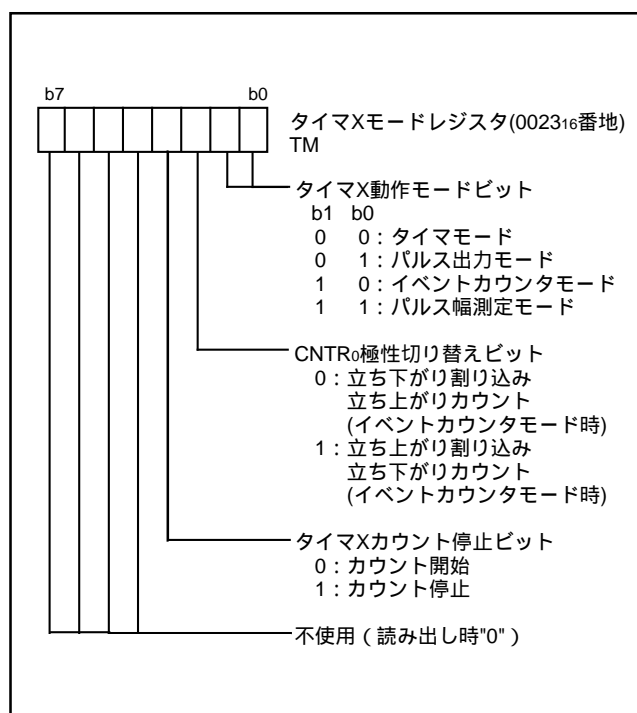 b7 b0
タイマXモードレジスタ(002316番地)
TM
タイマX動作モードビット
b1 b0
0 0:タイマモード
0 1:パルス出力モード
1 0:イベントカウンタモード
1 1:パルス幅測定モード
CNTR0極性切り替えビット
0:立ち下がり割り込み
立ち上がりカウント
(イベントカウンタモード時)
1:立ち上がり割り込み
立ち下がりカウント
(イベントカウンタモード時)
タイマXカウント停止ビット
0:カウント開始
1:カウント停止
不使用(読み出し時"0")